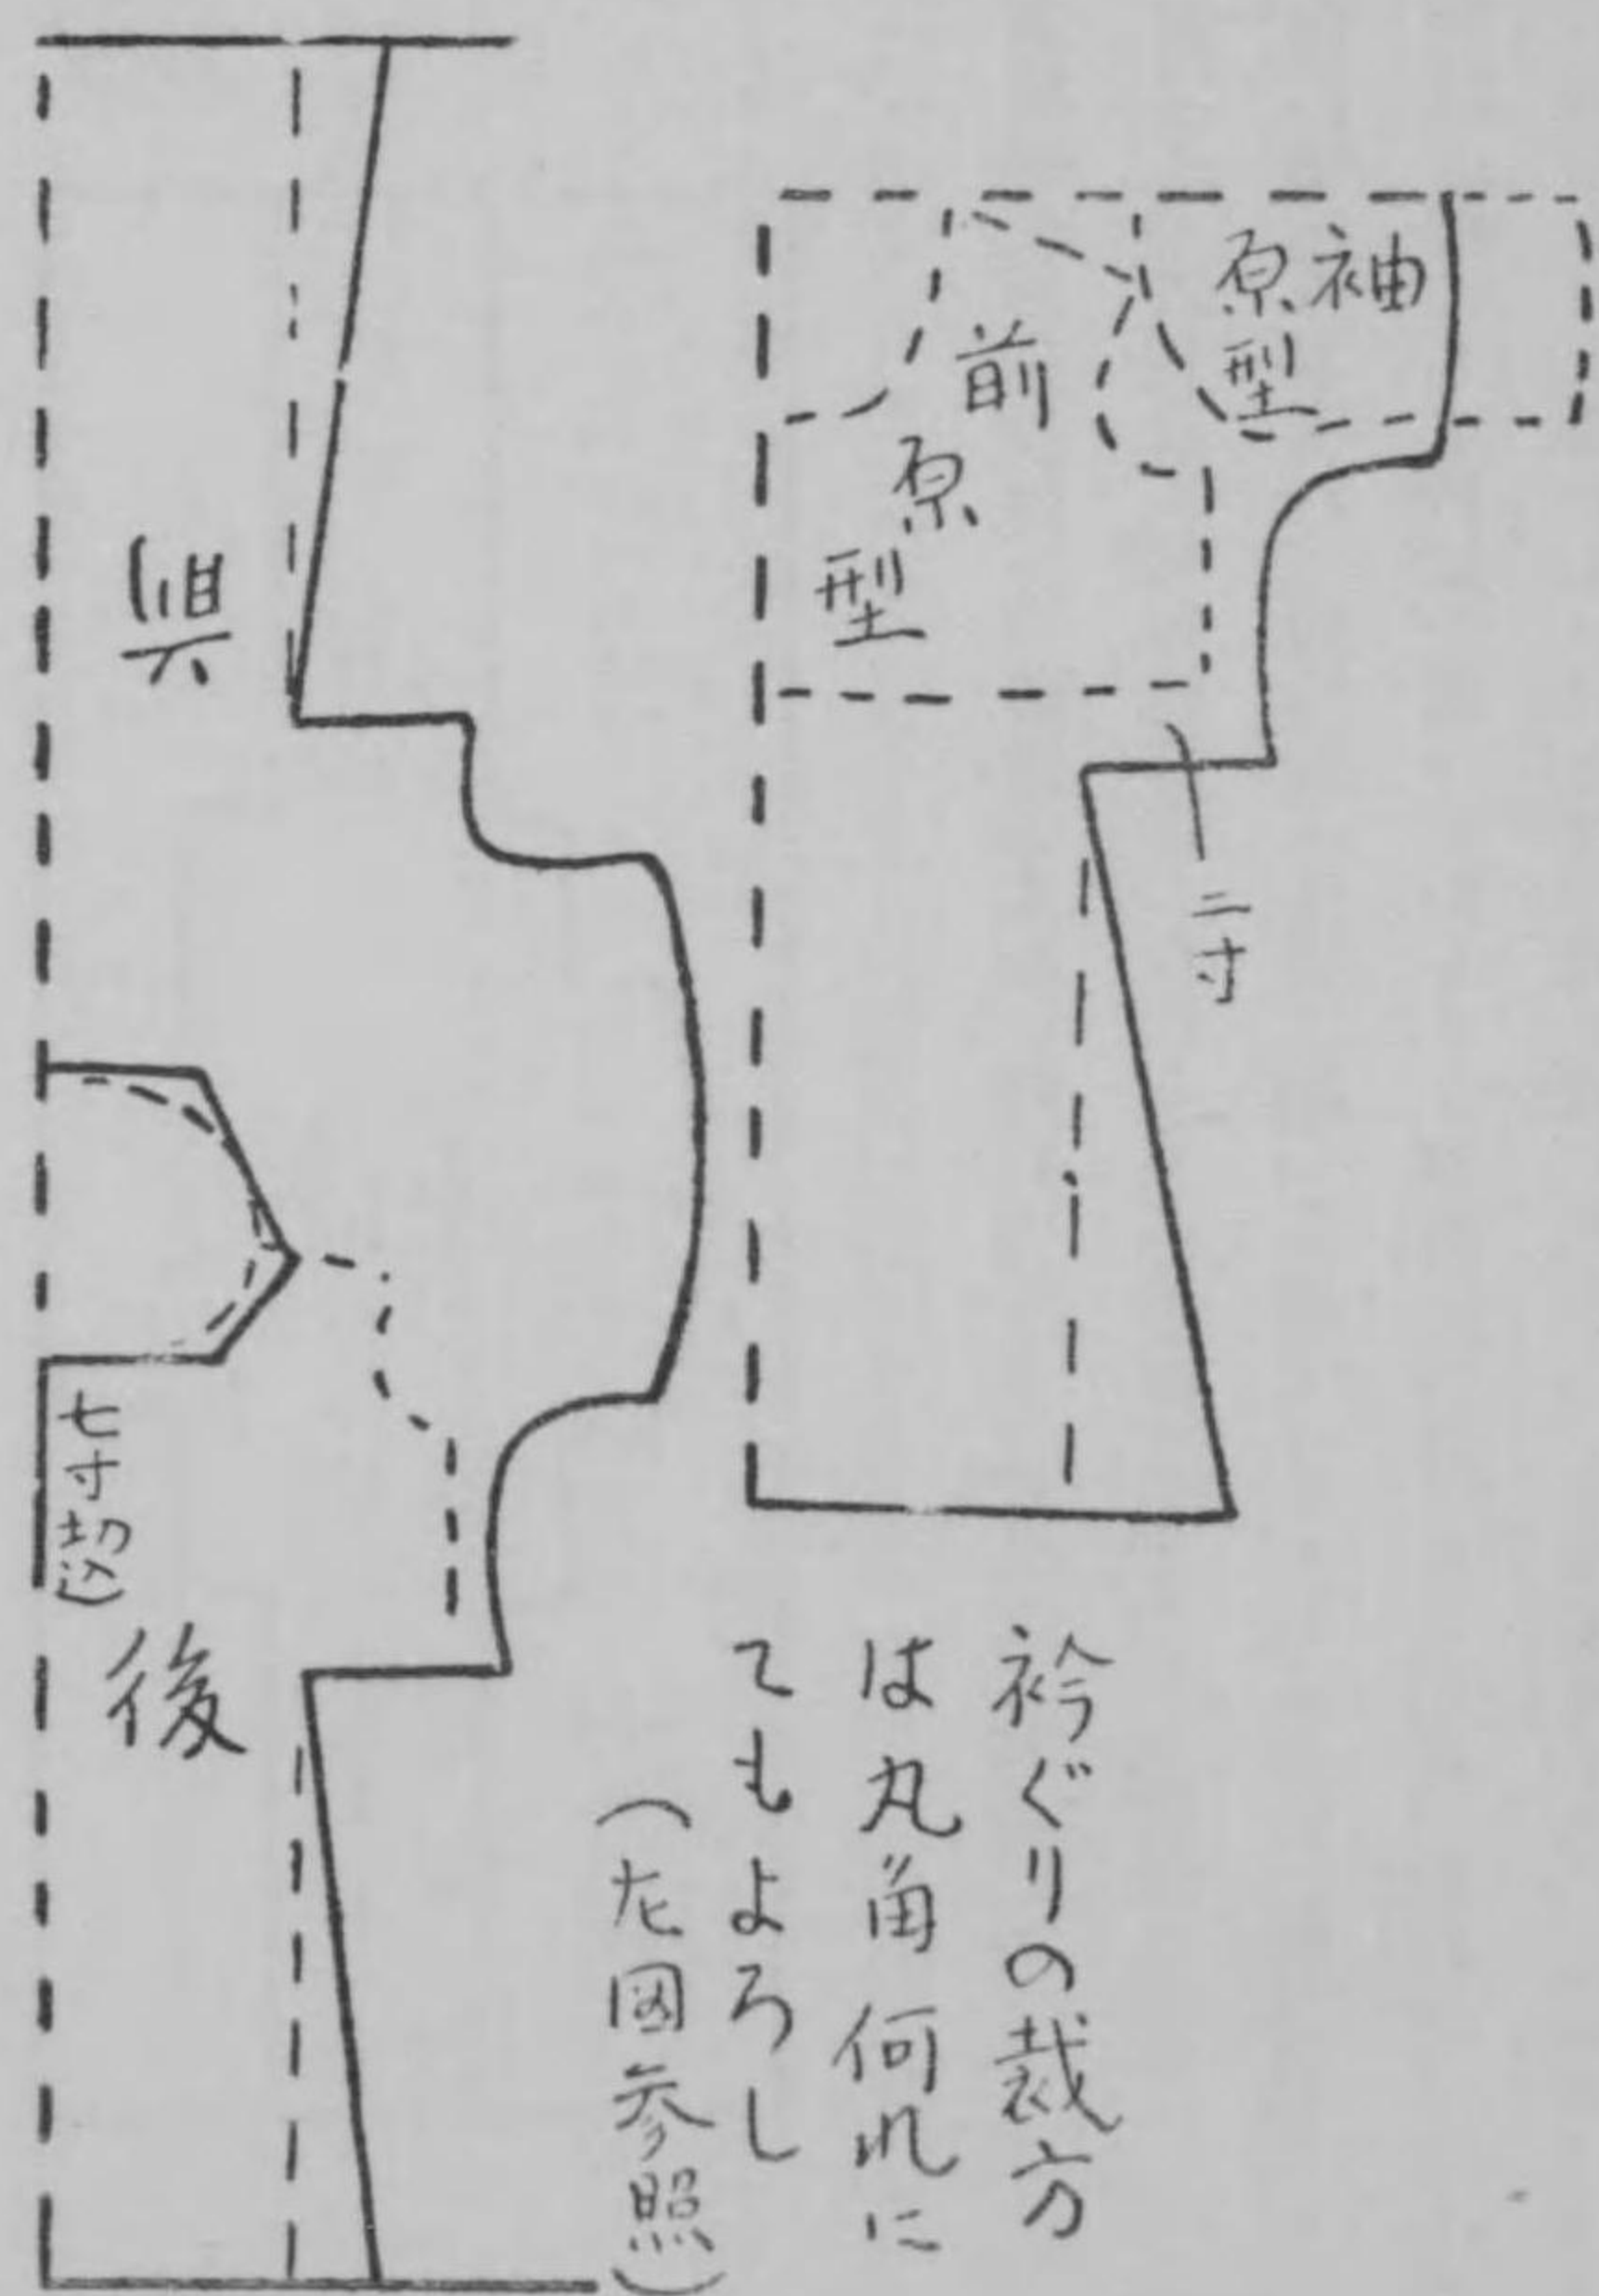 袖
原型
前
原
型
二寸
前
七寸切込
後
衿ぐりの裁方
は丸角何れに
てもよろし
（左図参照）